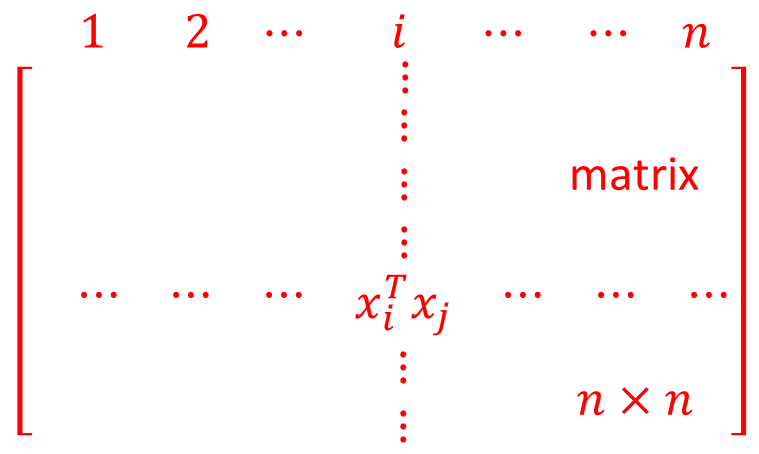 1 2 ⋯ i ⋯ ⋯ n
⋮
⋮
⋮
matrix
⋮
⋯ ⋯ ⋯ x_i^T x_j ⋯ ⋯ ⋯
⋮
n × n
⋮